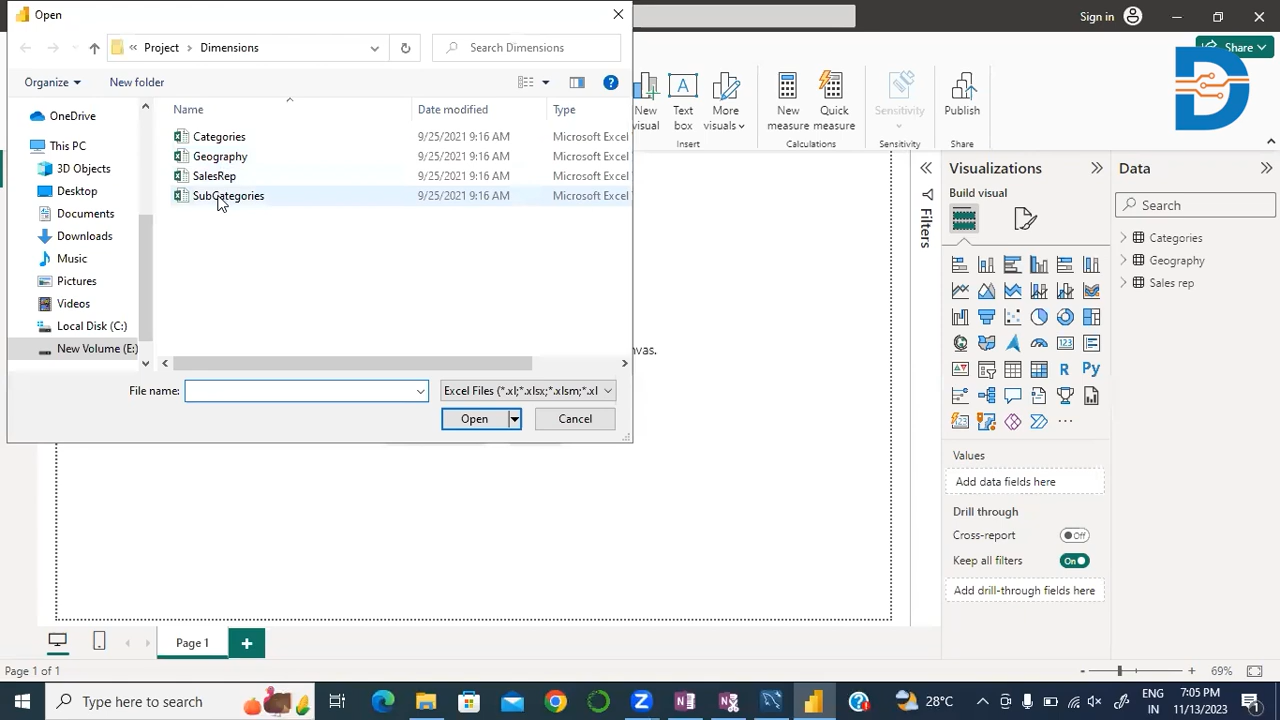 Open
Sign in
Project > Dimensions
Search Dimensions
Share
Organize
New folder
Name
Date modified
Type
Categories
9/25/2021 9:16 AM
Microsoft Excel
Geography
9/25/2021 9:16 AM
Microsoft Excel
SalesRep
9/25/2021 9:16 AM
Microsoft Excel
SubCategories
9/25/2021 9:16 AM
Microsoft Excel
OneDrive
This PC
3D Objects
Desktop
Documents
Downloads
Music
Pictures
Videos
Local Disk (C:)
New Volume (E:)
File name:
Excel Files (*.xl;*.xlsx;*.xlsm;*.xl
Open
Cancel
New
visual
Text
box
More
visuals
Insert
New
measure
Quick
measure
Calculations
Sensitivity
Sensitivity
Publish
Share
nvas.
Filters
Visualizations
Build visual
R
Py
123
Values
Add data fields here
Drill through
Cross-report
Off
Keep all filters
On
Add drill-through fields here
Data
Search
Categories
Geography
Sales rep
Page 1
Page 1 of 1
69%
Type here to search
28°C
ENG
IN
7:05 PM
11/13/2023
1